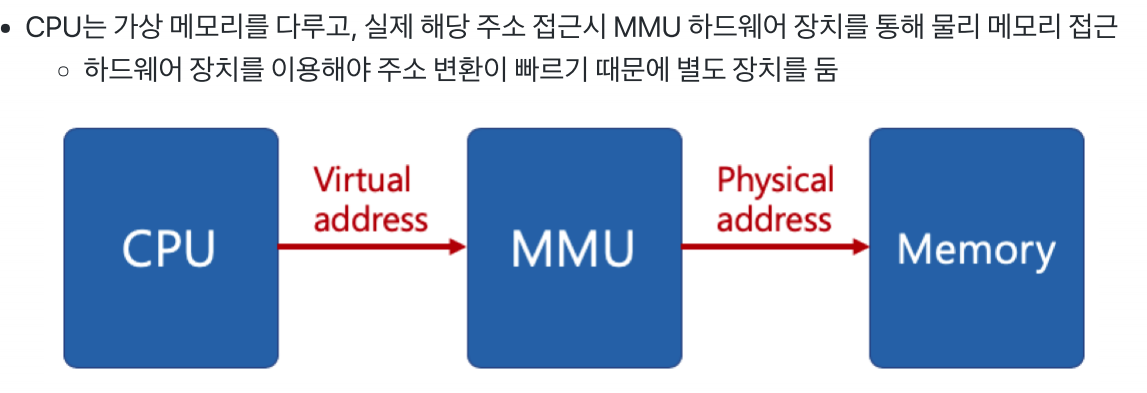 CPU는 가상 메모리를 다루고, 실제 해당 주소 접근시 MMU 하드웨어 장치를 통해 물리 메모리 접근
하드웨어 장치를 이용해야 주소 변환이 빠르기 때문에 별도 장치를 둠
CPU
Virtual
address
MMU
Physical
address
Memory